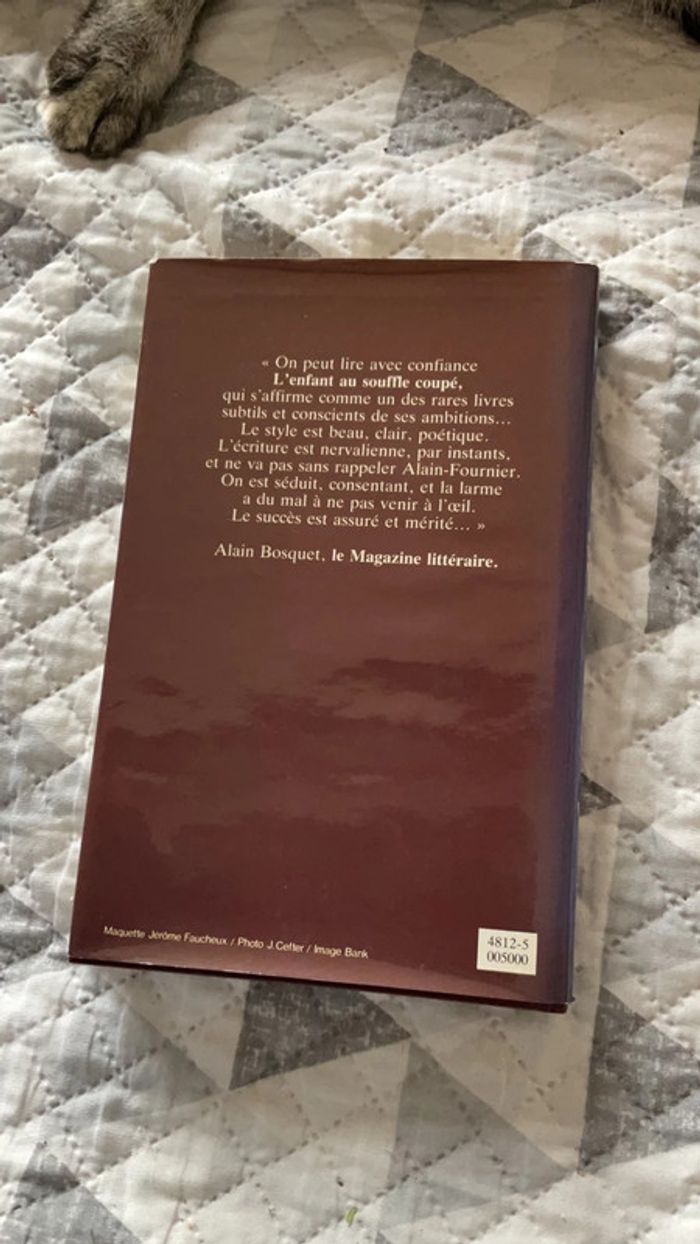 « On peut lire avec confiance
L'enfant au souffle coupé,
qui s'affirme comme un des rares livres
subtils et conscients de ses ambitions...
Le style est beau, clair, poétique.
L'écriture est nervalienne, par instants,
et ne va pas sans rappeler Alain-Fournier.
On est séduit, consentant, et la larme
a du mal à ne pas venir à l'œil.
Le succès est assuré et mérité... »
Alain Bosquet, le Magazine littéraire.
Maquette Jerôme Faucheux / Photo J. Cefter / Image Bank
4812-5
005000